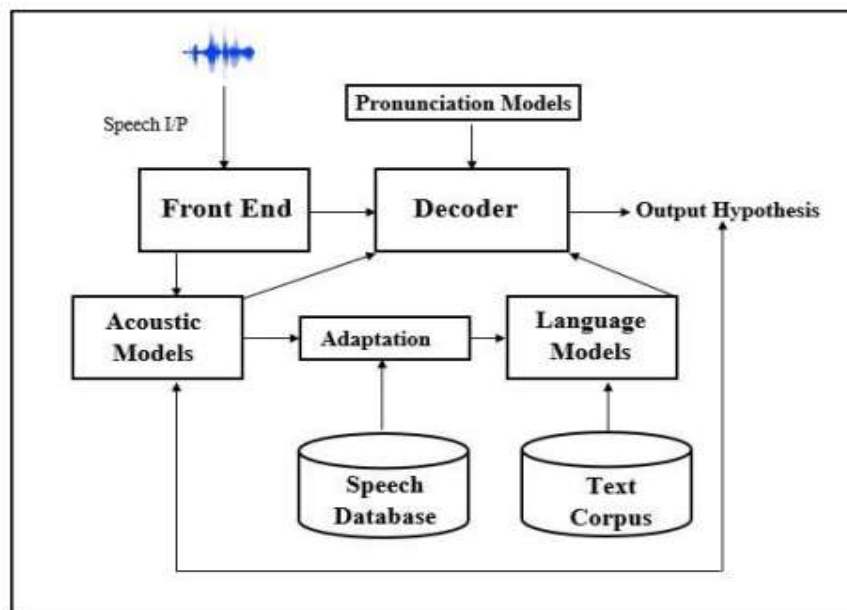 Pronunciation Models
Speech I/P
Front End
Decoder
Output Hypothesis
Acoustic
Models
Adaptation
Language
Models
Speech
Database
Text
Corpus